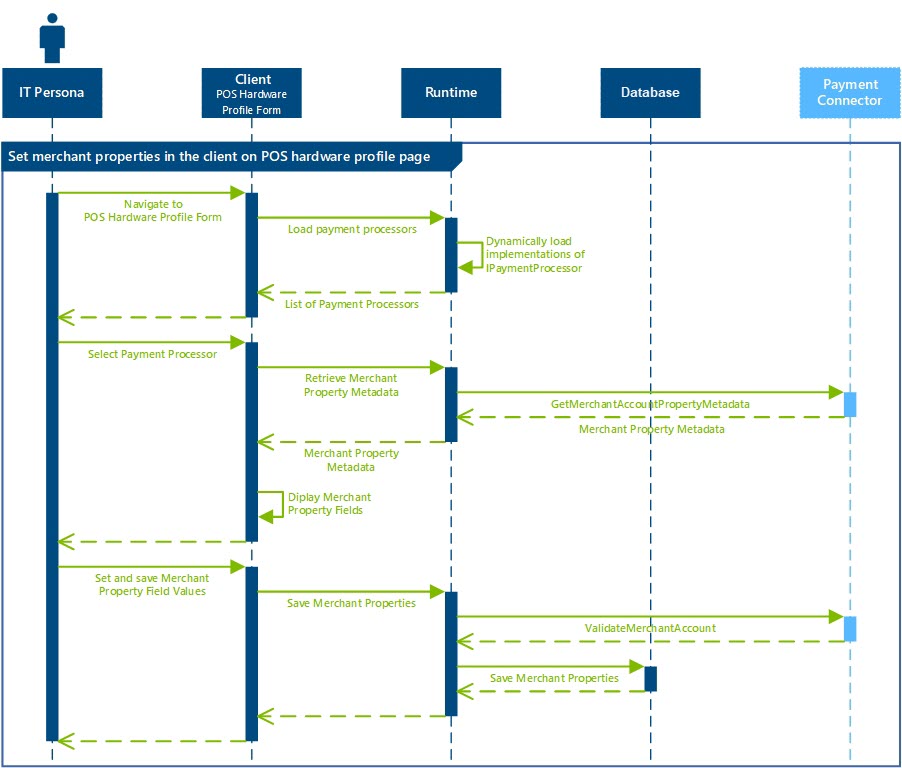 IT Persona
Client
POS Hardware
Profile Form
Runtime
Database
Payment
Connector
Set merchant properties in the client on POS hardware profile page
Navigate to
POS Hardware Profile Form
Load payment processors
Dynamically load
implementations of
IPaymentProcessor
List of Payment Processors
Select Payment Processor
Retrieve Merchant
Property Metadata
GetMerchantAccountPropertyMetadata
Merchant Property Metadata
Merchant Property
Metadata
Diplay Merchant
Property Fields
Set and save Merchant
Property Field Values
Save Merchant Properties
ValidateMerchantAccount
Save Merchant Properties